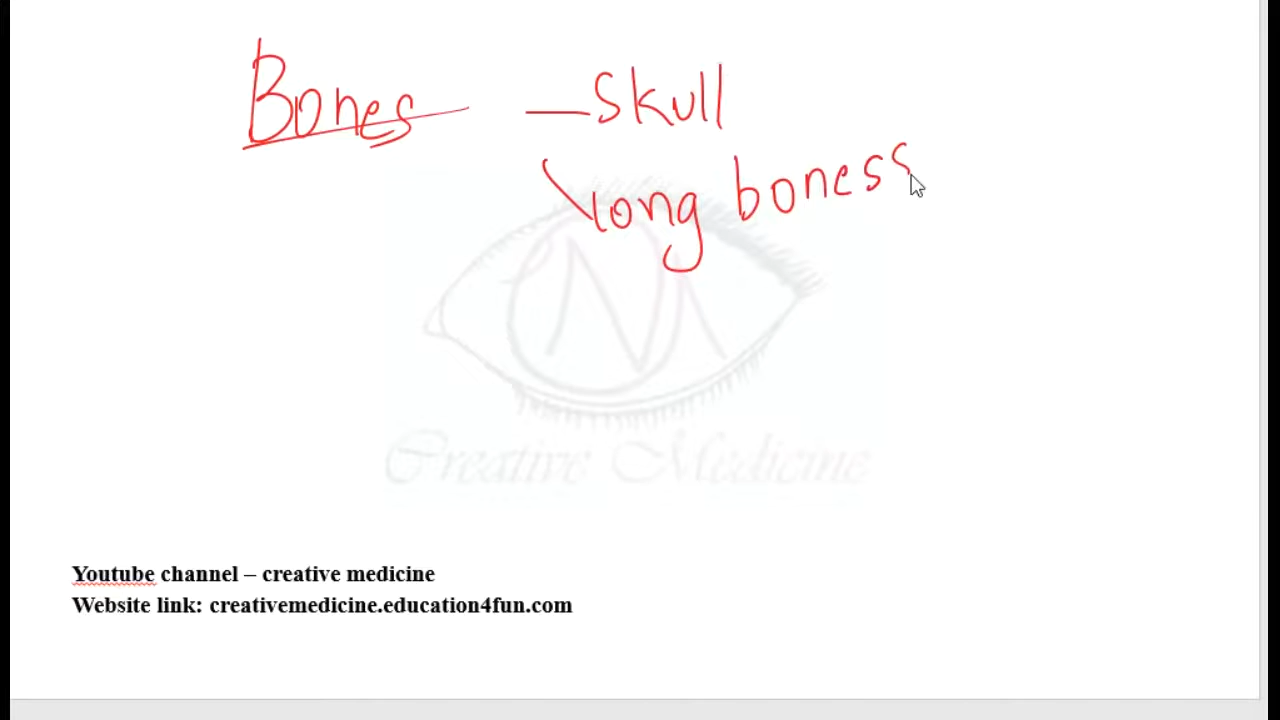 Bones — Skull
long boness
Creative Medicine
Youtube channel – creative medicine
Website link: creativemedicine.education4fun.com